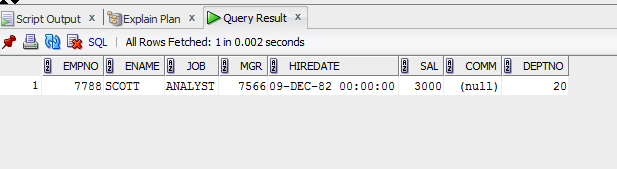 Script Output x Explain Plan x Query Result x
SQL | All Rows Fetched: 1 in 0.002 seconds
EMPNO ENAME JOB MGR HIREDATE SAL COMM DEPTNO
1 7788 SCOTT ANALYST 7566 09-DEC-82 00:00:00 3000 (null) 20